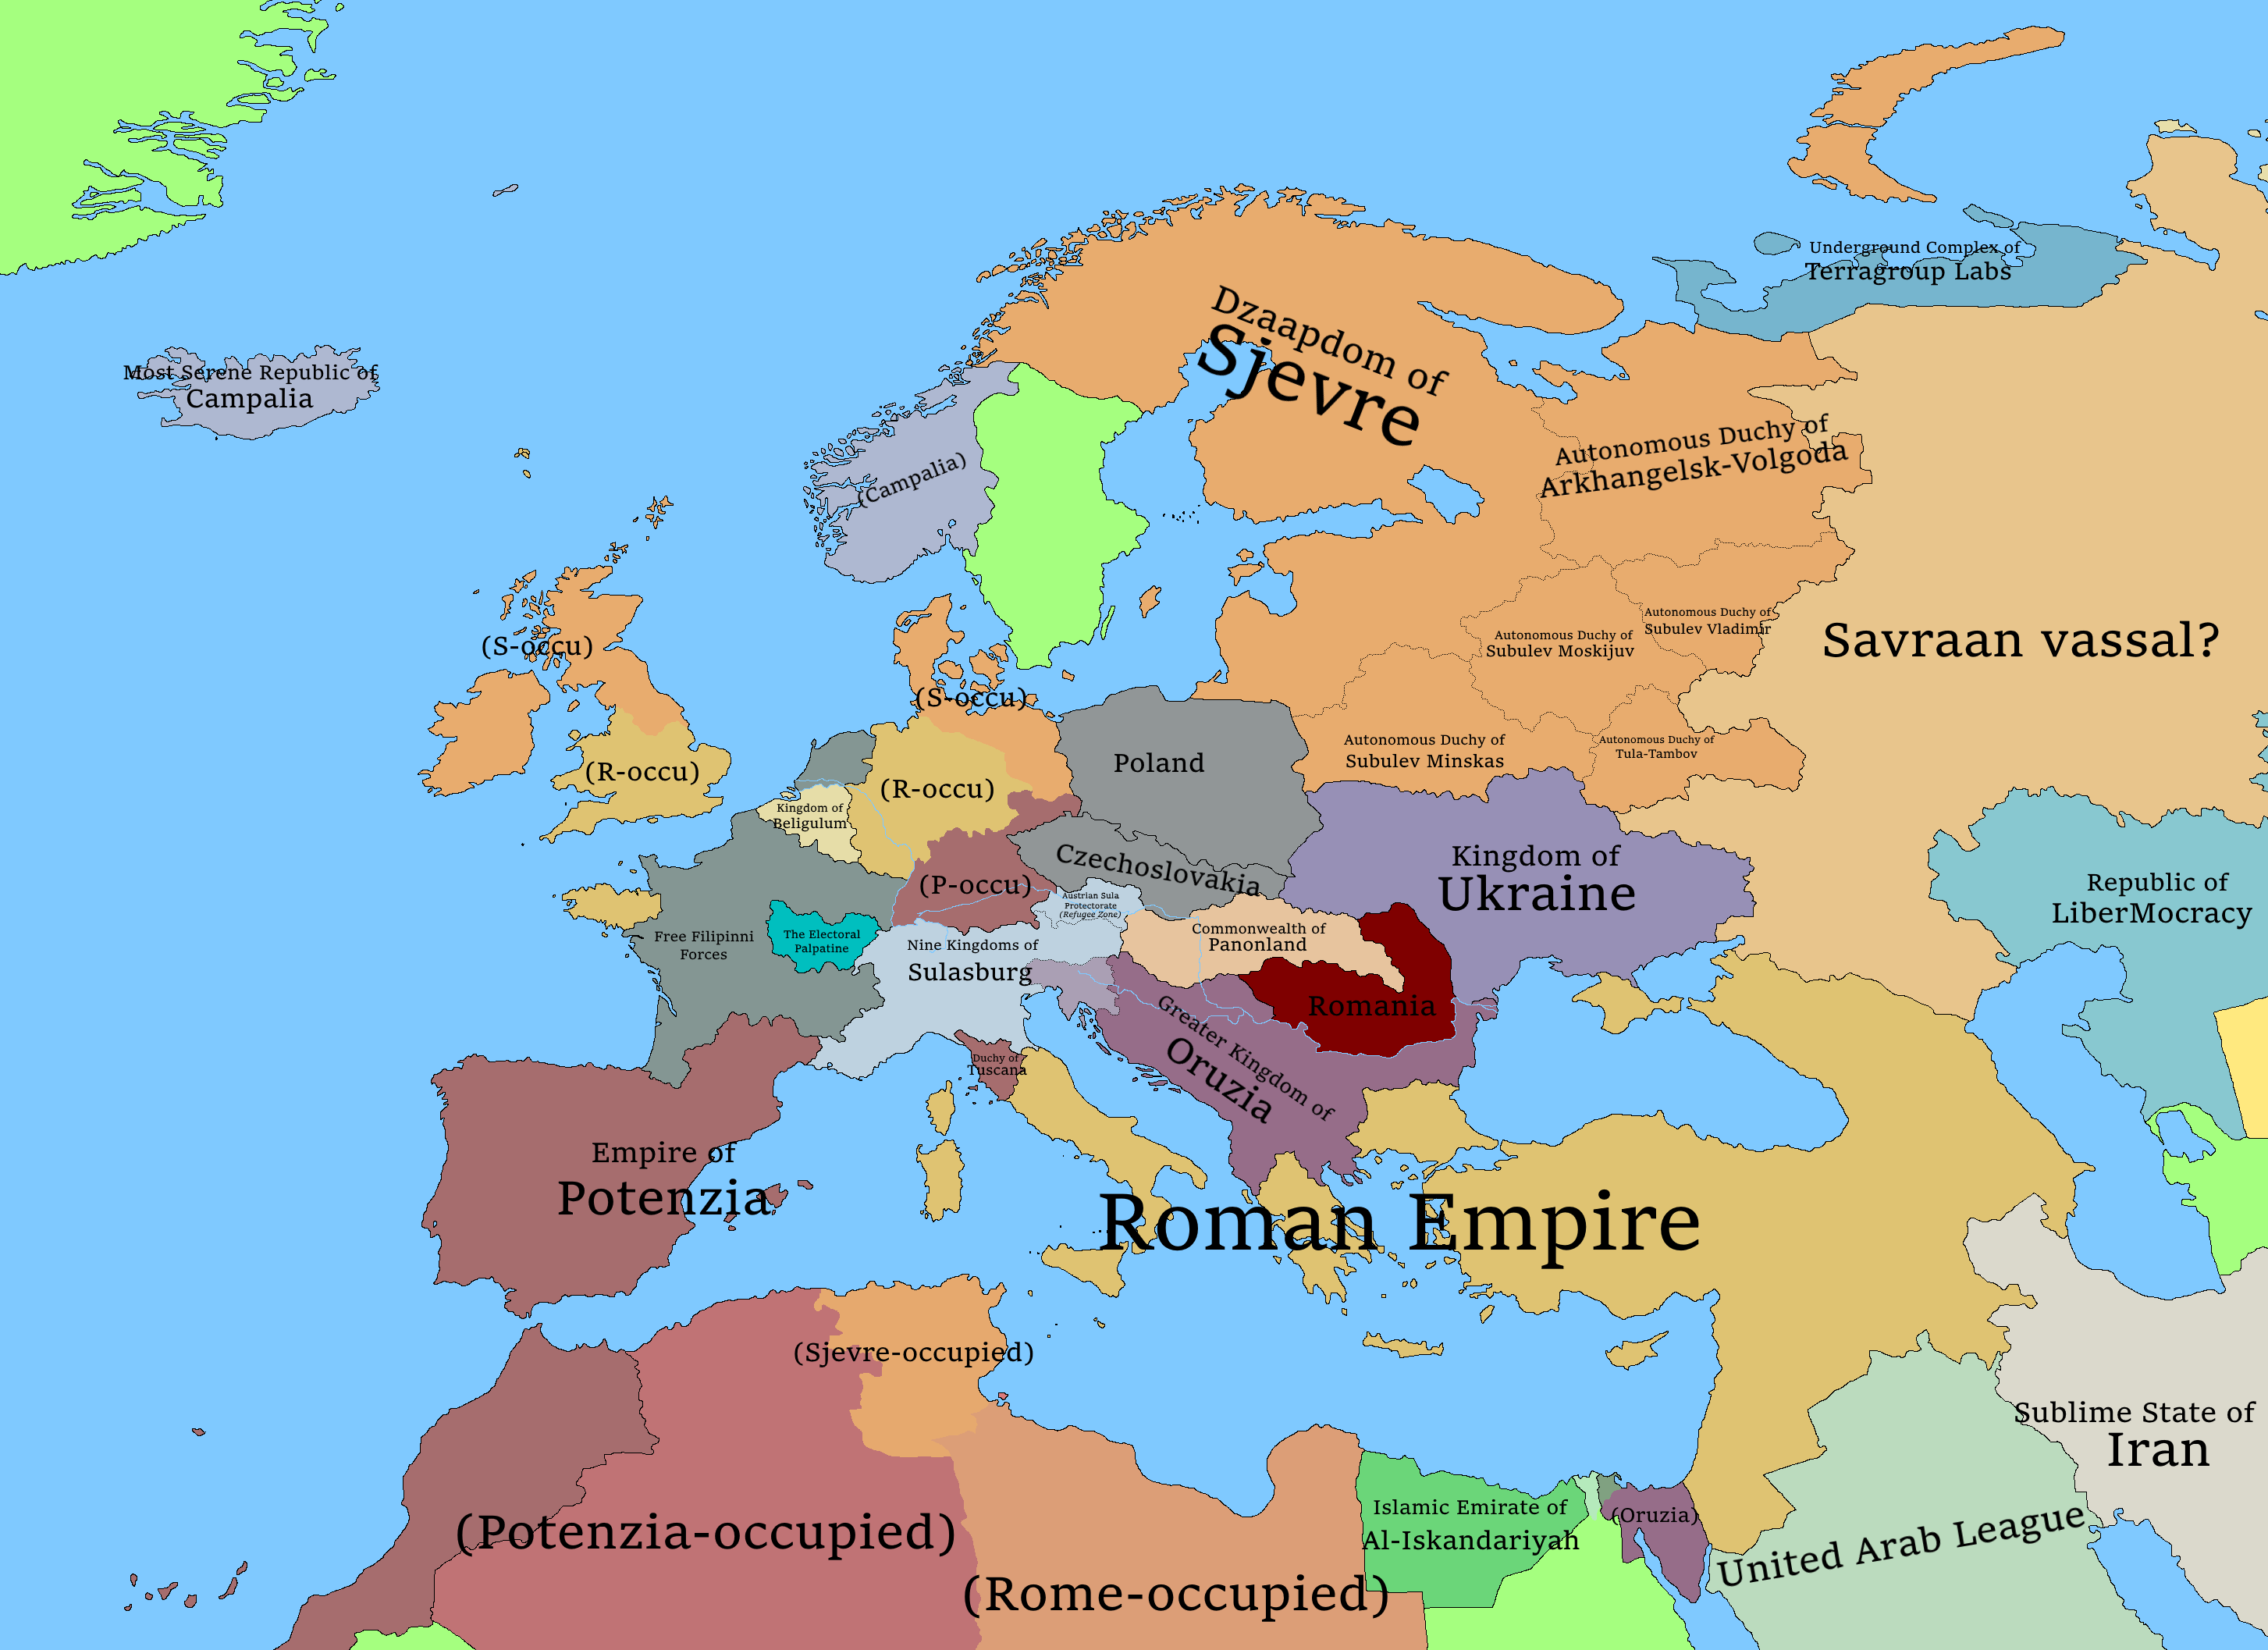 Underground Complex of
Terragroup Labs
Dzaapdom of
Sjevre
Most Serene Republic of
Campalia
(Campalia)
Autonomous Duchy of
Arkhangelsk-Volgoda
Autonomous Duchy of
Subulev Vladimir
Autonomous Duchy of
Subulev Moskijuv
Savraan vassal?
(S-occu)
(S-occu)
Autonomous Duchy of
Subulev Minskas
Autonomous Duchy of
Tula-Tambov
Poland
(R-occu)
(R-occu)
Kingdom of
Beligulum
Czechoslovakia
Kingdom of
Ukraine
(P-occu)
Republic of
LiberMocracy
Austrian Sula
Protectorate
(Refugee Zone)
Free Filipinni
Forces
The Electoral
Palpatine
Nine Kingdoms of
Sulasburg
Commonwealth of
Panonland
Romania
Greater Kingdom of
Oruzia
Duchy of
Tuscana
Empire of
Potenzia
Roman Empire
(Sjevre-occupied)
Sublime State of
Iran
(Potenzia-occupied)
Islamic Emirate of
Al-Iskandariyah
(Oruzia)
United Arab League
(Rome-occupied)